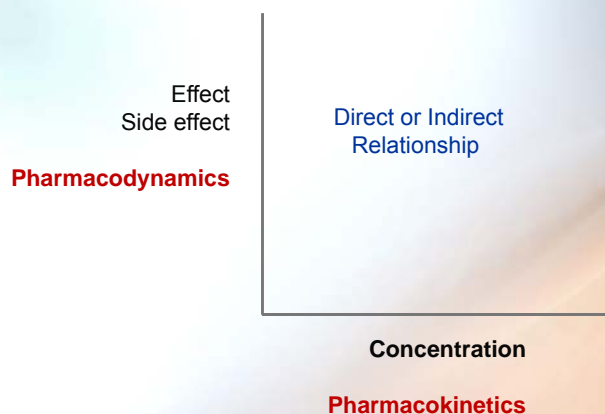 Effect
Side effect
Pharmacodynamics
Direct or Indirect
Relationship
Concentration
Pharmacokinetics